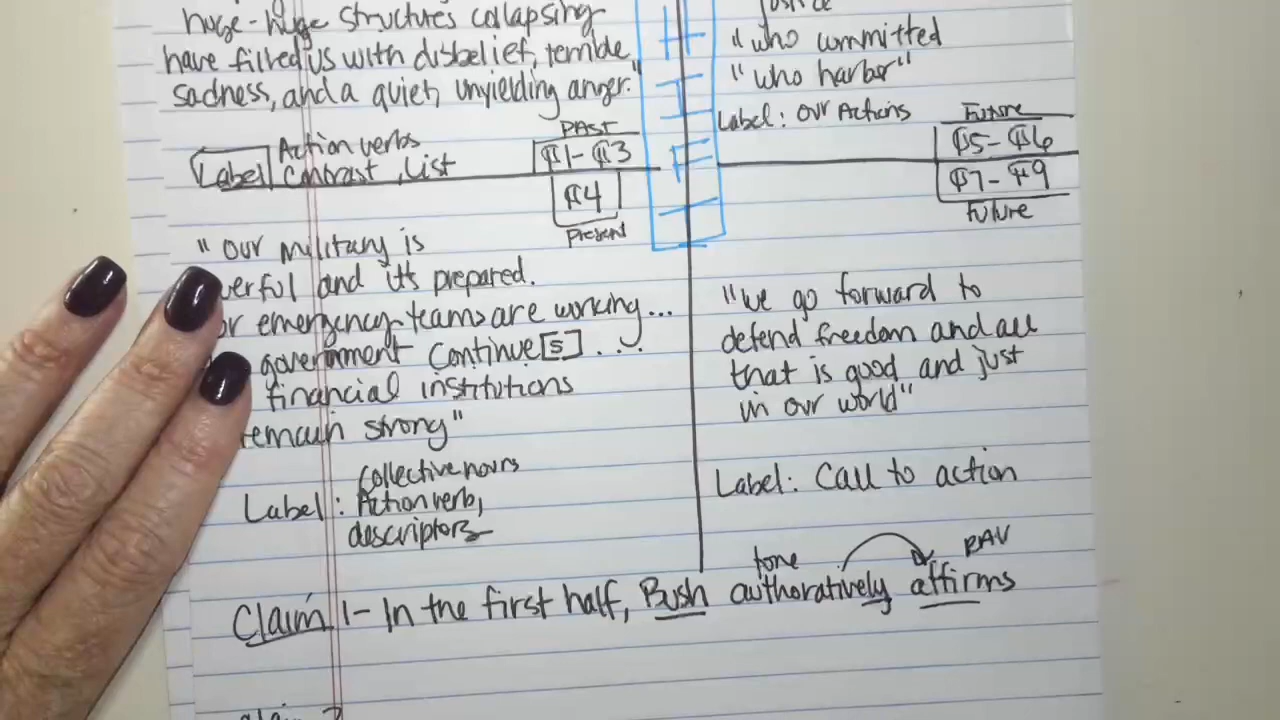 huge-huge structures collapsing
have filled us with disbelief, terrible
sadness, and a quiet, unyielding anger."
Label
Action verbs
Contrast, List
PAST
¶1-¶3
¶4
Present
"who committed
"who harber"
Label: Our Actions
Future
¶5-¶6
¶7-¶9
Future
"Our military is
erful and it's prepared.
r emergency teams are working...
government continue[s]...
financial institutions
remain strong"
Label: collective nouns
Action verb,
descriptors
"we go forward to
defend freedom and all
that is good and just
in our world"
Label: Call to action
tone
RAV
Claim 1- In the first half, Bush authoratively affirms